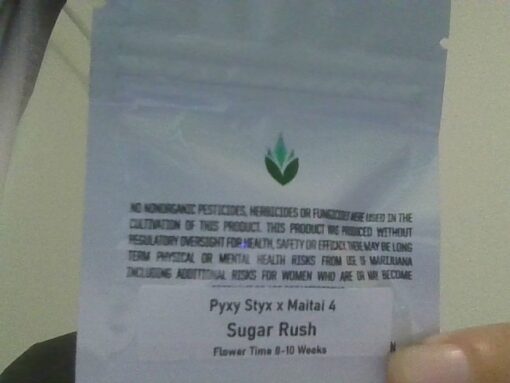 NO NONORGANIC PESTICIDES, HERBICIDES OR FUNGICIDES WERE USED IN THE
CULTIVATION OF THIS PRODUCT. THIS PRODUCT WAS PRODUCED WITHOUT
REGULATORY OVERSIGHT FOR HEALTH, SAFETY OR EFFICACY. THERE MAY BE LONG
TERM PHYSICAL OR MENTAL HEALTH RISKS FROM USE OF MARIJUANA
INCLUDING ADDITIONAL RISKS FOR WOMEN WHO ARE OR MAY BECOME
Pyxy Styx x Maitai 4
Sugar Rush
Flower Time 8-10 Weeks